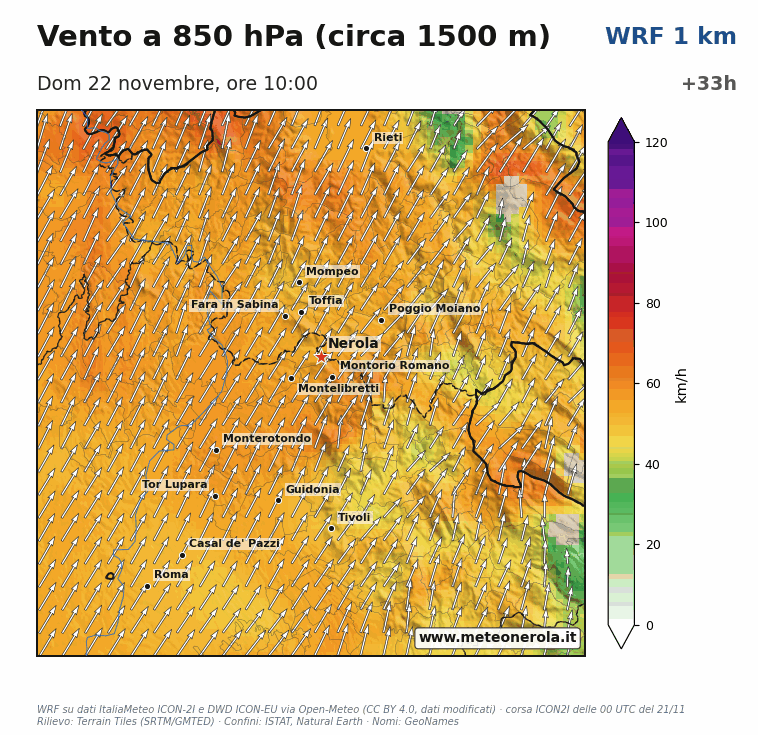 Vento a 850 hPa (circa 1500 m)
WRF 1 km
Dom 22 novembre, ore 10:00
+33h
Rieti
Mompeo
Fara in Sabina
Toffia
Poggio Moiano
Nerola
Montorio Romano
Montelibretti
Monterotondo
Tor Lupara
Guidonia
Tivoli
Casal de' Pazzi
Roma
www.meteonerola.it
120
100
80
60
40
20
0
km/h
WRF su dati ItaliaMeteo ICON-2I e DWD ICON-EU via Open-Meteo (CC BY 4.0, dati modificati) · corsa ICON2I delle 00 UTC del 21/11
Rilievo: Terrain Tiles (SRTM/GMTED) · Confini: ISTAT, Natural Earth · Nomi: GeoNames